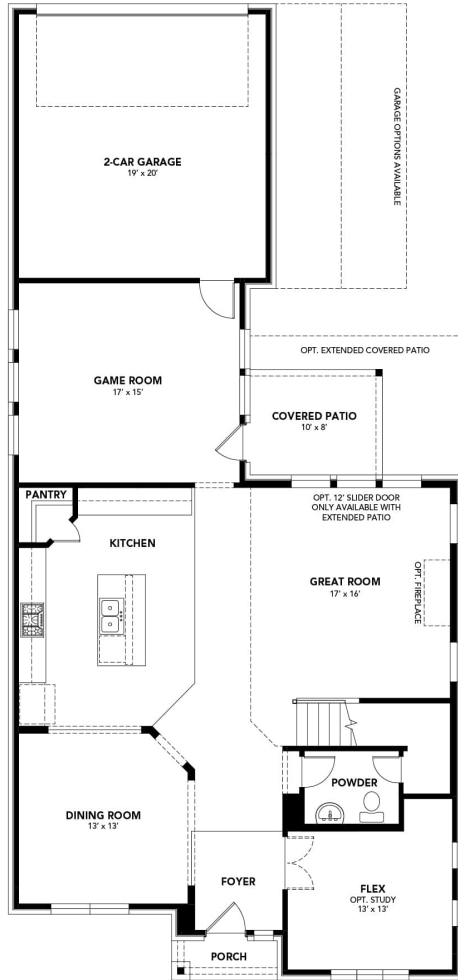 2-CAR GARAGE
19' x 20'
GARAGE OPTIONS AVAILABLE
OPT. EXTENDED COVERED PATIO
GAME ROOM
17' x 15'
COVERED PATIO
10' x 8'
PANTRY
OPT. 12' SLIDER DOOR
ONLY AVAILABLE WITH
EXTENDED PATIO
KITCHEN
GREAT ROOM
17' x 16'
OPT. FIREPLACE
POWDER
DINING ROOM
13' x 13'
FOYER
FLEX
OPT. STUDY
13' x 13'
PORCH